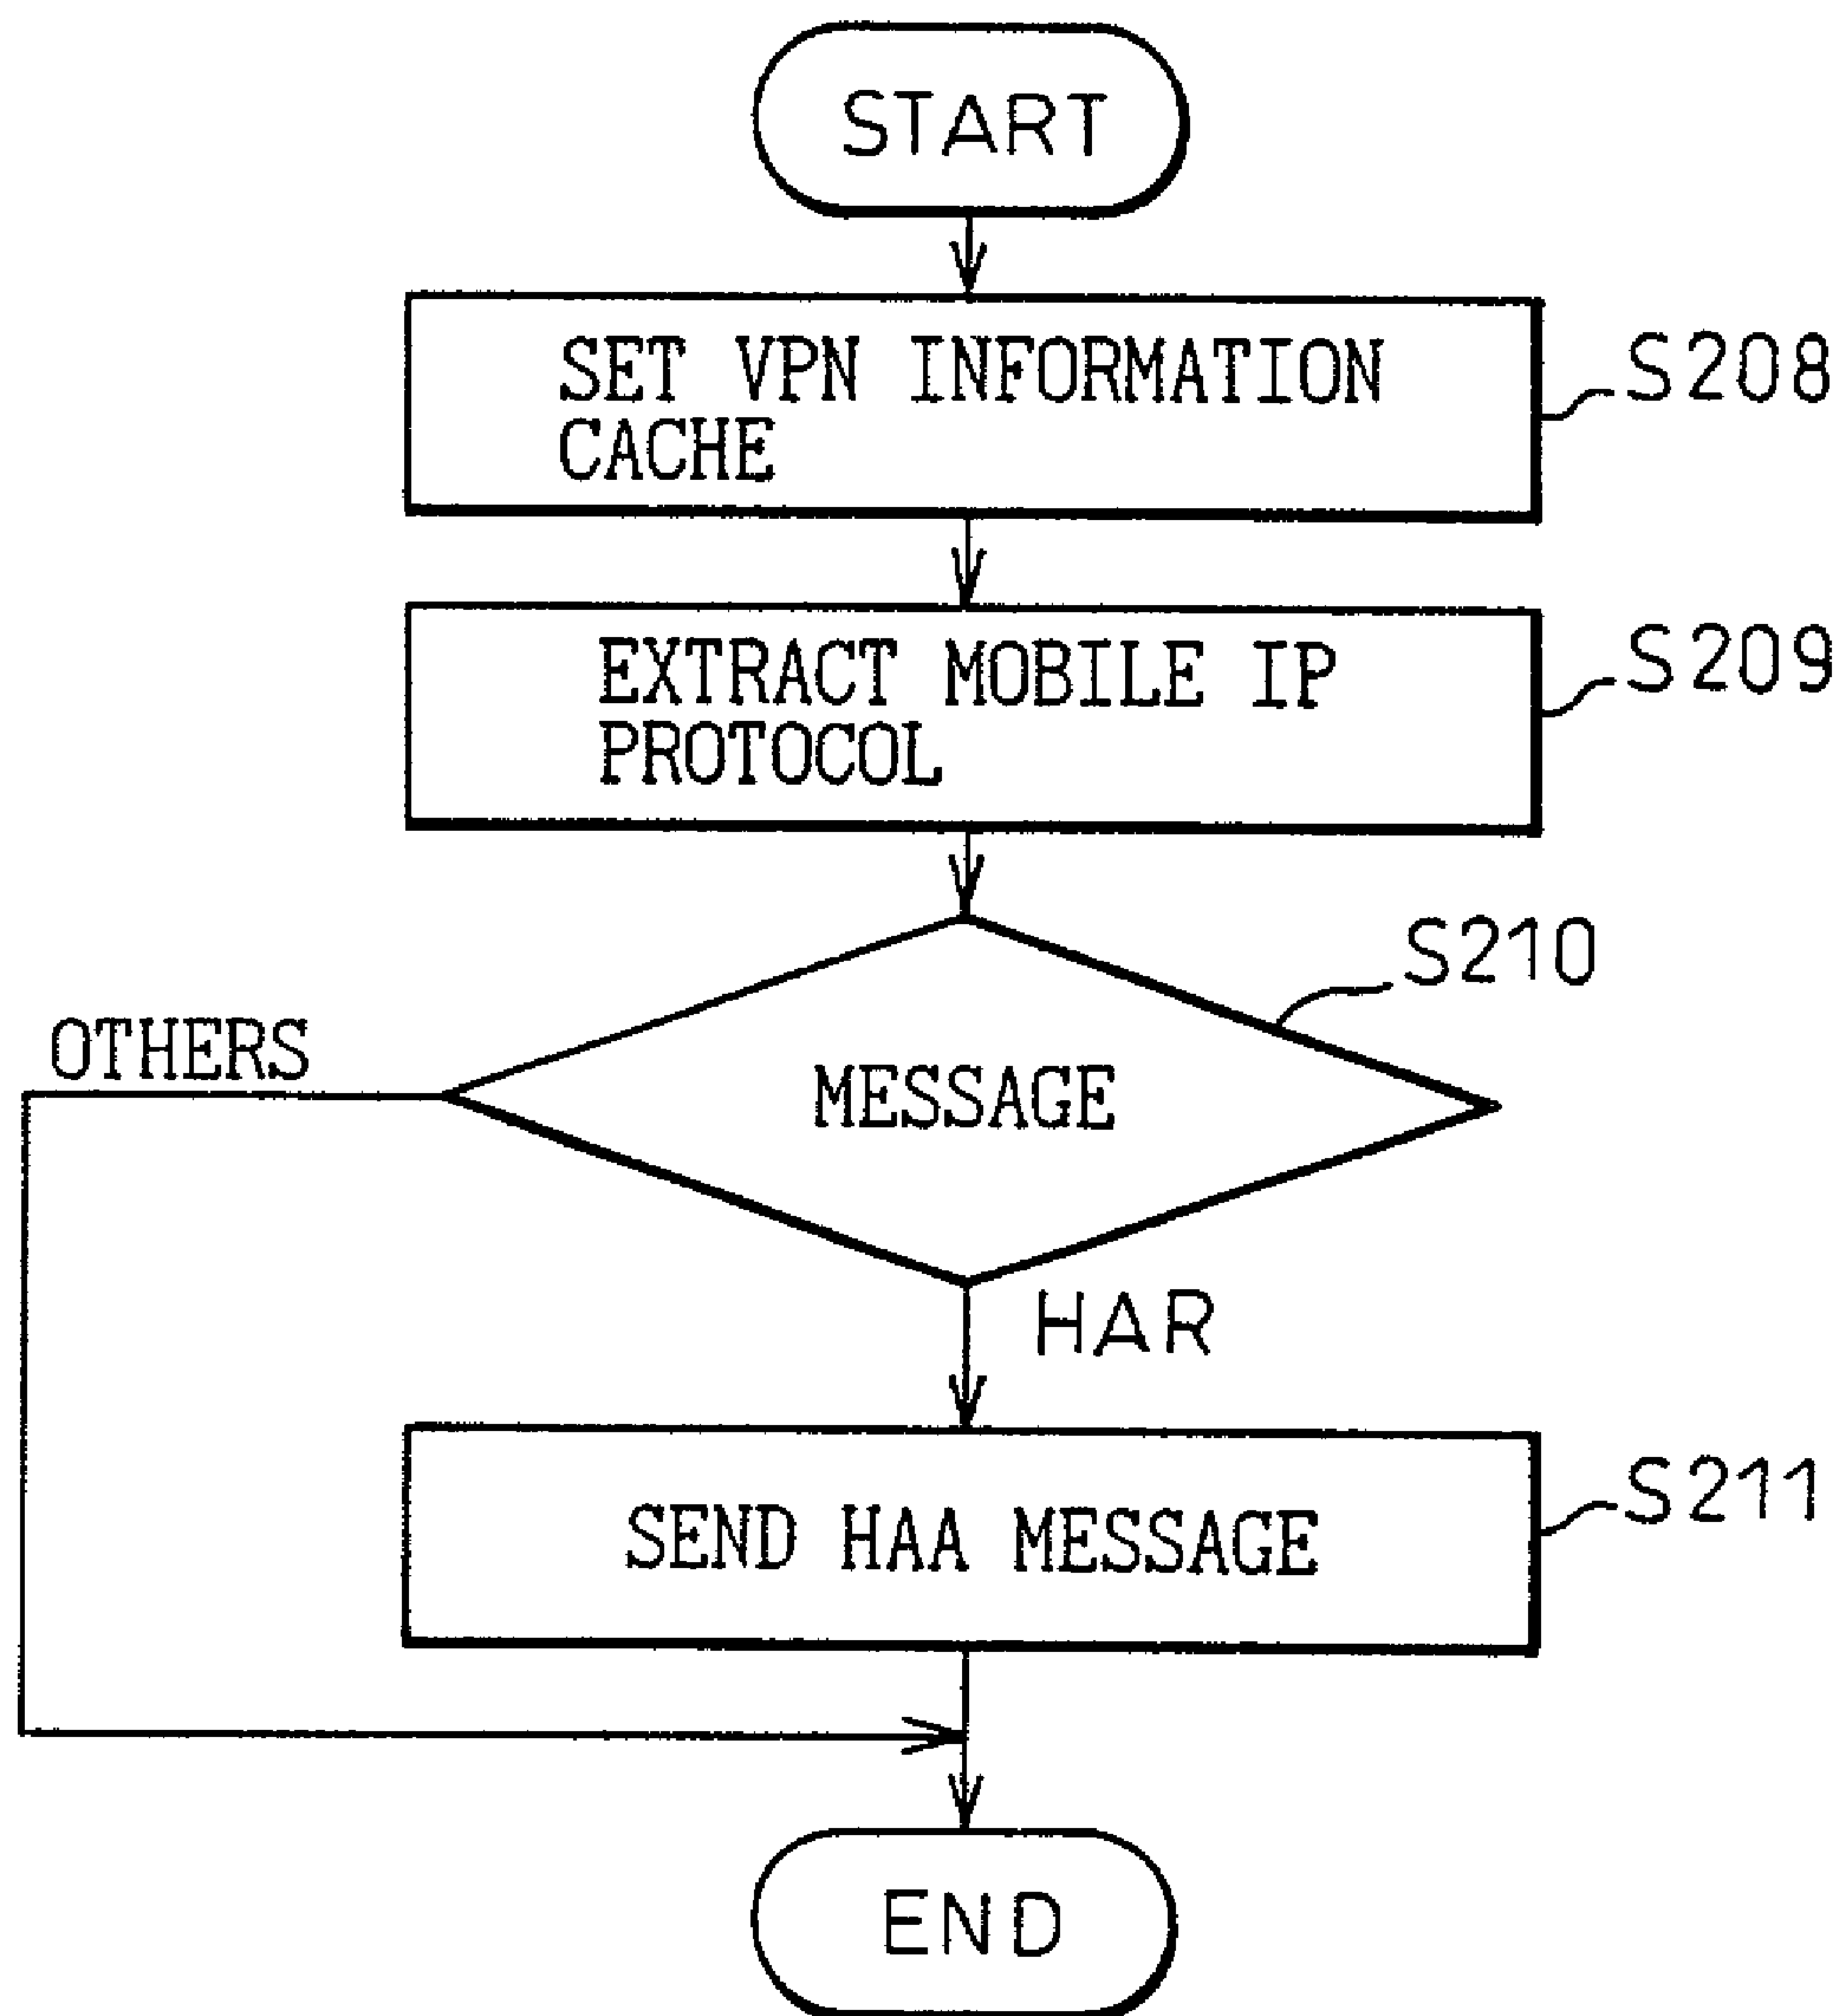 START
SET VPN INFORMATION
CACHE
S208
EXTRACT MOBILE IP
PROTOCOL
S209
S210
OTHERS
MESSAGE
HAR
SEND HAA MESSAGE
S211
END